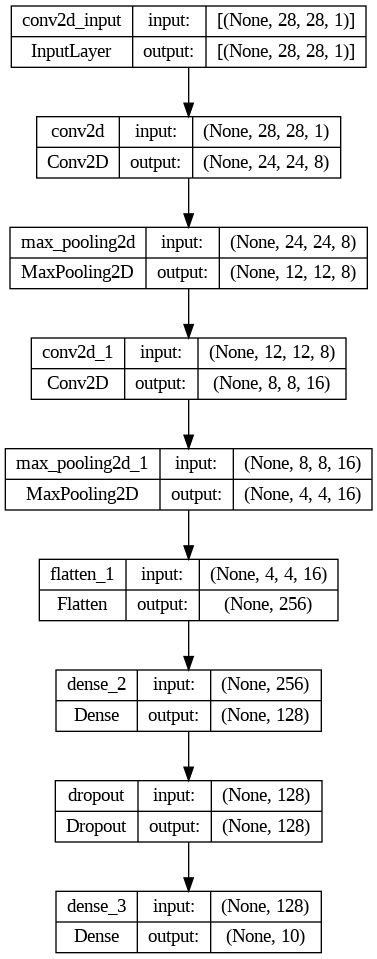 conv2d_input input: [(None, 28, 28, 1)]
InputLayer output: [(None, 28, 28, 1)]
conv2d input: (None, 28, 28, 1)
Conv2D output: (None, 24, 24, 8)
max_pooling2d input: (None, 24, 24, 8)
MaxPooling2D output: (None, 12, 12, 8)
conv2d_1 input: (None, 12, 12, 8)
Conv2D output: (None, 8, 8, 16)
max_pooling2d_1 input: (None, 8, 8, 16)
MaxPooling2D output: (None, 4, 4, 16)
flatten_1 input: (None, 4, 4, 16)
Flatten output: (None, 256)
dense_2 input: (None, 256)
Dense output: (None, 128)
dropout input: (None, 128)
Dropout output: (None, 128)
dense_3 input: (None, 128)
Dense output: (None, 10)